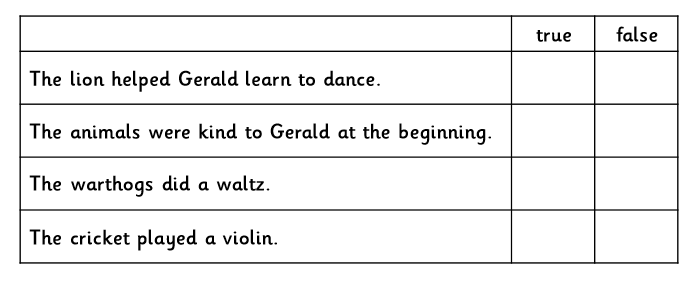 true false
The lion helped Gerald learn to dance.
The animals were kind to Gerald at the beginning.
The warthogs did a waltz.
The cricket played a violin.